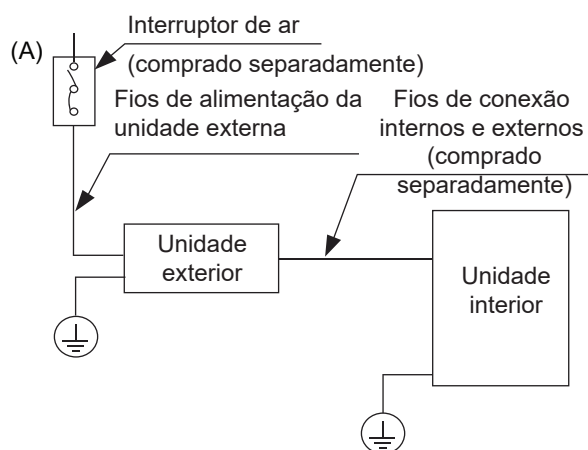 (A)
Interruptor de ar
(comprado separadamente)
Fios de alimentação da
unidade externa
Fios de conexão
internos e externos
(comprado
separadamente)
Unidade
exterior
Unidade
interior